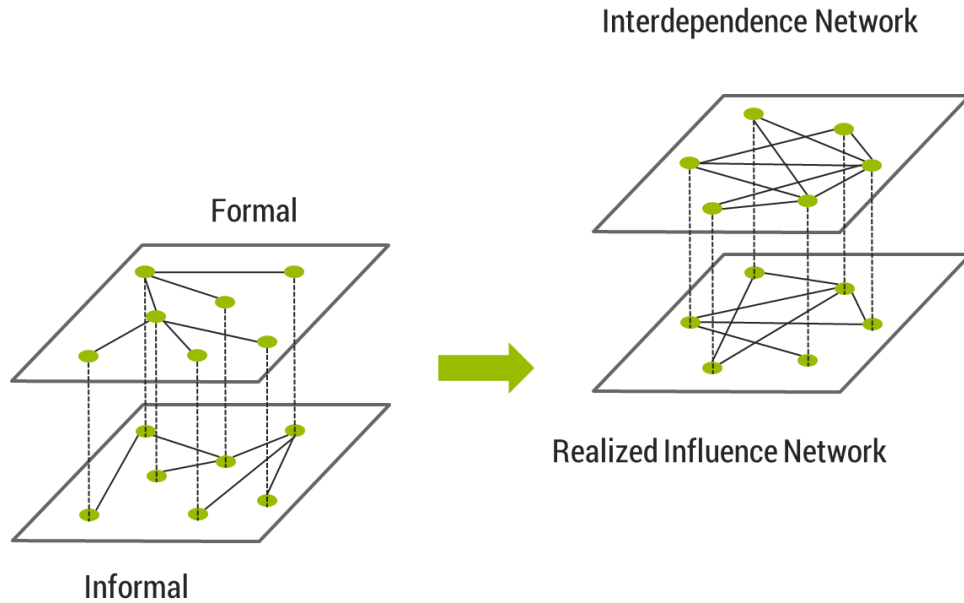 Interdependence Network
Formal
Realized Influence Network
Informal